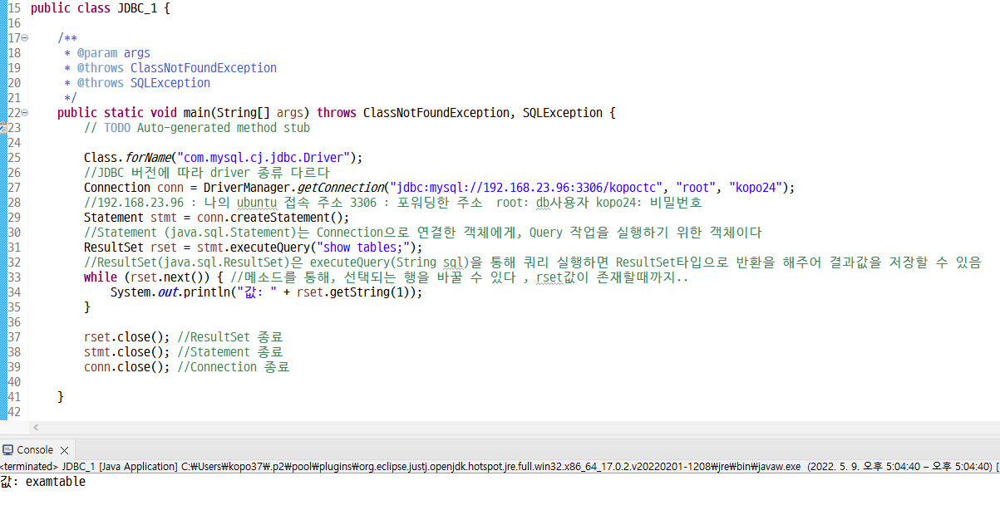 15 public class JDBC_1 {
16
17 /**
18 * @param args
19 * @throws ClassNotFoundException
20 * @throws SQLException
21 */
22 public static void main(String[] args) throws ClassNotFoundException, SQLException {
23 // TODO Auto-generated method stub
24
25 Class.forName("com.mysql.cj.jdbc.Driver");
26 //JDBC 버전에 따라 driver 종류 다르다
27 Connection conn = DriverManager.getConnection("jdbc:mysql://192.168.23.96:3306/kopoctc", "root", "kopo24");
28 //192.168.23.96 : 나의 ubuntu 접속 주소 3306 : 포워딩한 주소  root: db사용자 kopo24: 비밀번호
29 Statement stmt = conn.createStatement();
30 //Statement (java.sql.Statement)는 Connection으로 연결한 객체에게, Query 작업을 실행하기 위한 객체이다
31 ResultSet rset = stmt.executeQuery("show tables;");
32 //ResultSet(java.sql.ResultSet)은 executeQuery(String sql)을 통해 쿼리 실행하면 ResultSet타입으로 반환을 해주어 결과값을 저장할 수 있음
33 while (rset.next()) { //메소드를 통해, 선택되는 행을 바꿀 수 있다 , rset값이 존재할때까지..
34 System.out.println("값: " + rset.getString(1));
35 }
36
37 rset.close(); //ResultSet 종료
38 stmt.close(); //Statement 종료
39 conn.close(); //Connection 종료
40
41 }
42
Console
<terminated> JDBC_1 [Java Application] C:₩Users₩kopo37₩.p2₩pool₩plugins₩org.eclipse.justj.openjdk.hotspot.jre.full.win32.x86_64_17.0.2.v20220201-1208₩jre₩bin₩javaw.exe (2022. 5. 9. 오후 5:04:40 – 오후 5:04:40) [
값: examtable